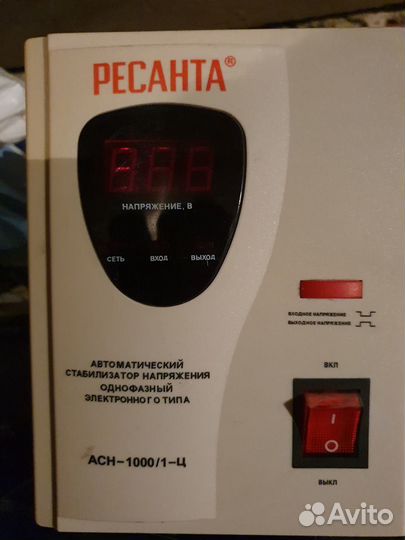 РЕСАНТА®
НАПРЯЖЕНИЕ, В
СЕТЬ ВХОД ВЫХОД
ВХОДНОЕ НАПРЯЖЕНИЕ
ВЫХОДНОЕ НАПРЯЖЕНИЕ
АВТОМАТИЧЕСКИЙ
СТАБИЛИЗАТОР НАПРЯЖЕНИЯ
ОДНОФАЗНЫЙ
ЭЛЕКТРОННОГО ТИПА
ВКЛ
АСН-1000/1-Ц
ВЫКЛ
Avito